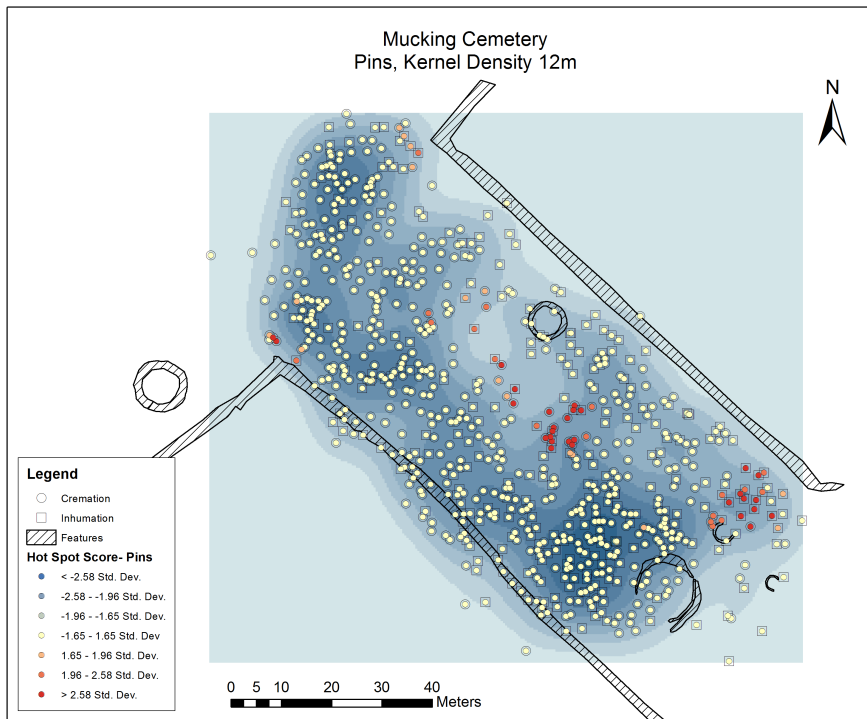 Mucking Cemetery
Pins, Kernel Density 12m
N
Legend
Cremation
Inhumation
Features
Hot Spot Score- Pins
< -2.58 Std. Dev.
-2.58 - -1.96 Std. Dev.
-1.96 - -1.65 Std. Dev.
-1.65 - 1.65 Std. Dev
1.65 - 1.96 Std. Dev.
1.96 - 2.58 Std. Dev.
> 2.58 Std. Dev.
0 5 10 20 30 40
Meters